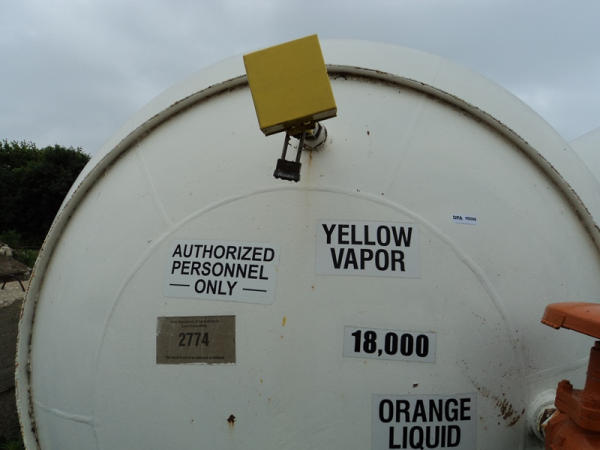 YELLOW
VAPOR
AUTHORIZED
PERSONNEL
ONLY
2774
18,000
ORANGE
LIQUID